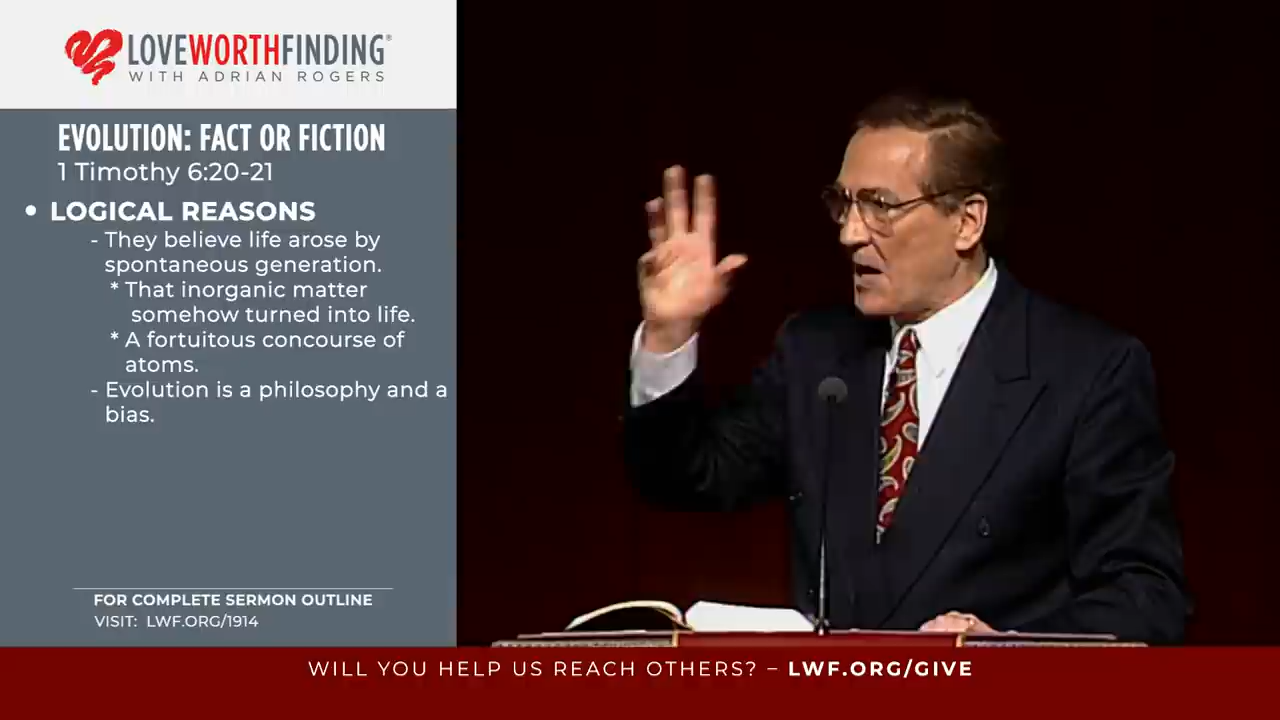 LOVEWORTHFINDING®
WITH ADRIAN ROGERS
EVOLUTION: FACT OR FICTION
1 Timothy 6:20-21
• LOGICAL REASONS
- They believe life arose by
spontaneous generation.
* That inorganic matter
somehow turned into life.
* A fortuitous concourse of
atoms.
- Evolution is a philosophy and a
bias.
FOR COMPLETE SERMON OUTLINE
VISIT: LWF.ORG/1914
WILL YOU HELP US REACH OTHERS? – LWF.ORG/GIVE